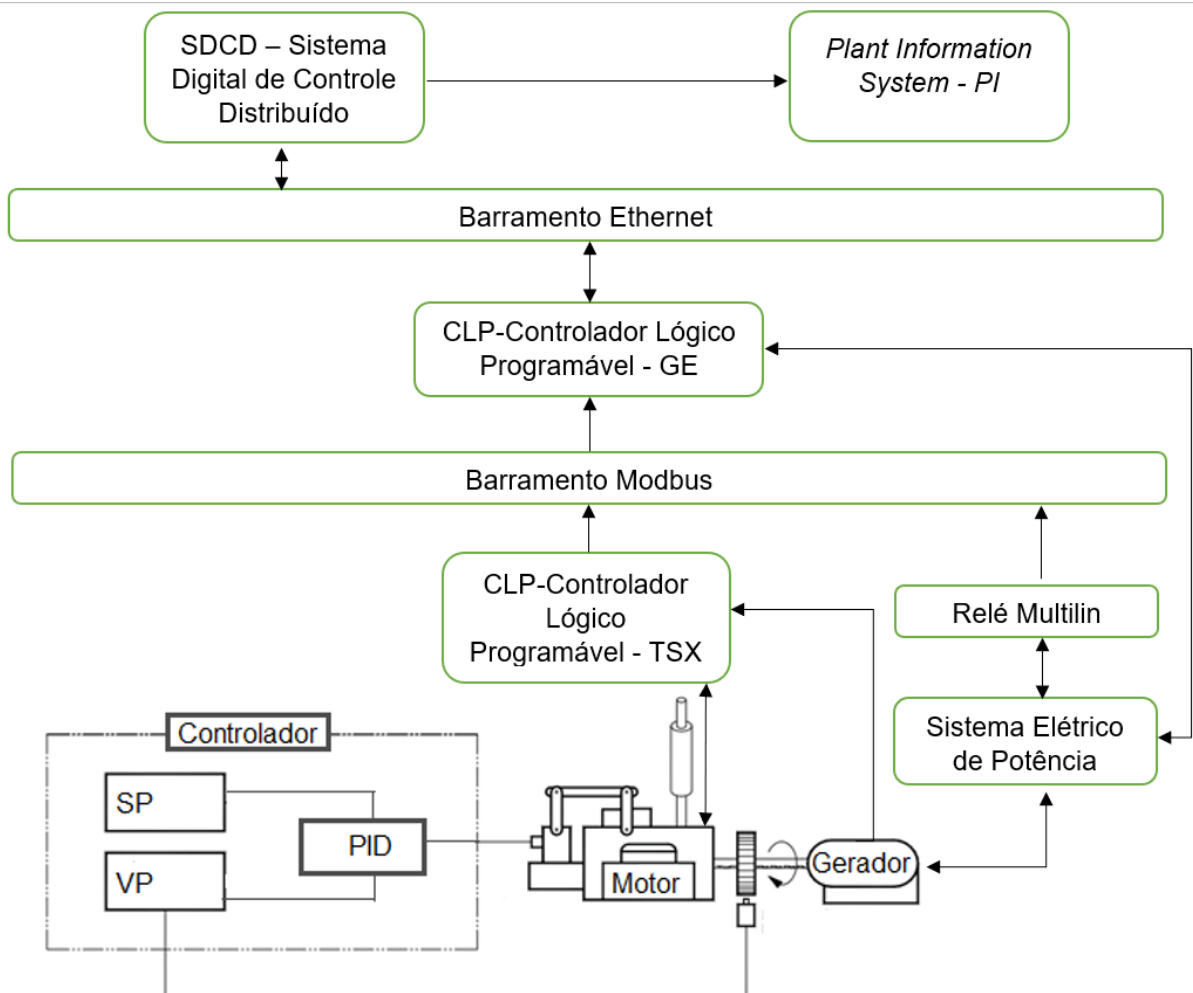 SDCD – Sistema
Digital de Controle
Distribuído
Plant Information
System - PI
Barramento Ethernet
CLP-Controlador Lógico
Programável - GE
Barramento Modbus
CLP-Controlador
Lógico
Programável - TSX
Relé Multilin
Sistema Elétrico
de Potência
Controlador
SP
PID
VP
Motor
Gerador